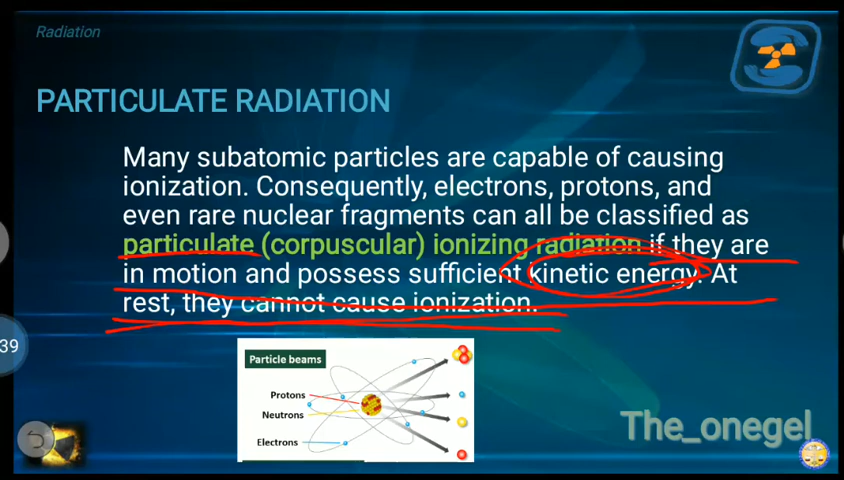 Radiation
PARTICULATE RADIATION
Many subatomic particles are capable of causing
ionization. Consequently, electrons, protons, and
even rare nuclear fragments can all be classified as
particulate (corpuscular) ionizing radiation if they are
in motion and possess sufficient kinetic energy. At
rest, they cannot cause ionization.
39
Particle beams
Protons
Neutrons
Electrons
The_onegel